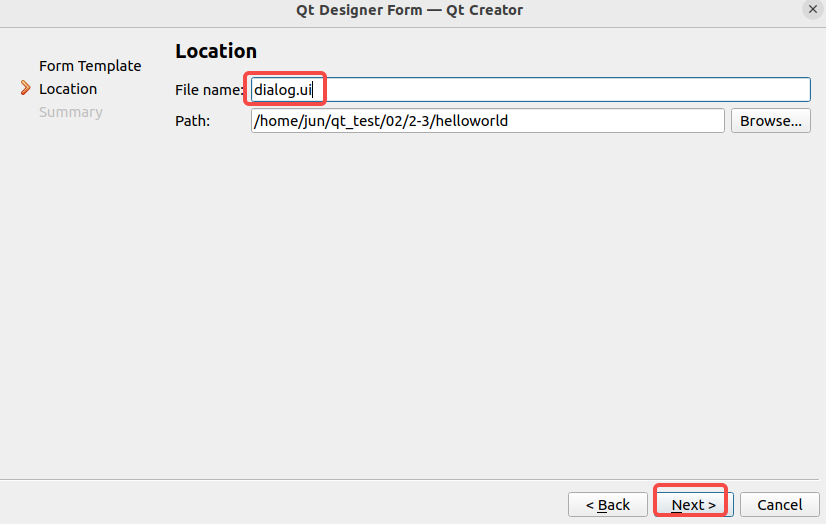 Qt Designer Form — Qt Creator
Form Template
Location
Summary
Location
File name: dialog.ui
Path: /home/jun/qt_test/02/2-3/helloworld Browse...
< Back Next > Cancel